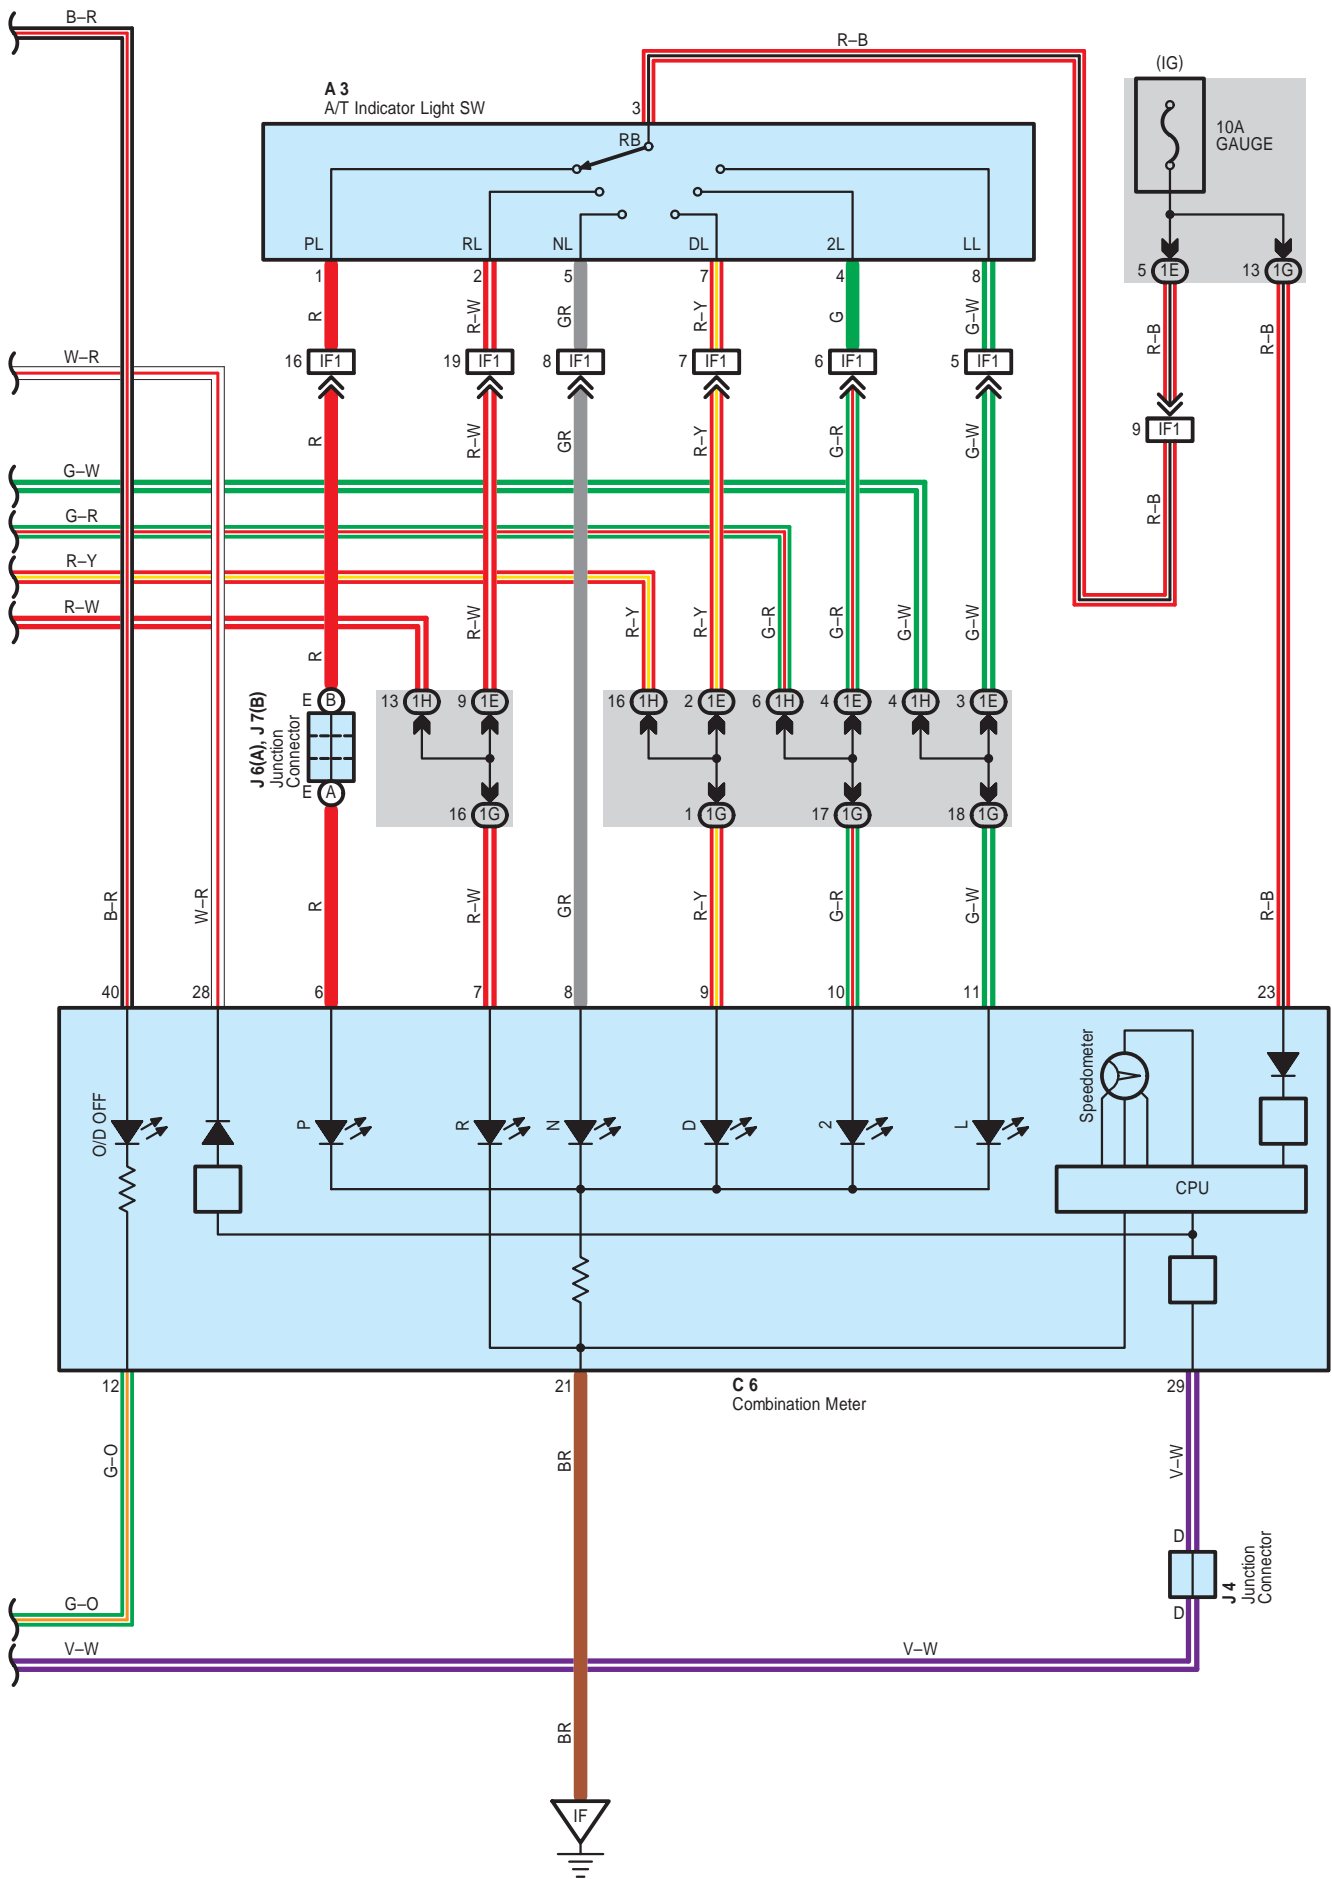 B–R
R–B
(IG)
A 3
A/T Indicator Light SW
3
10A
GAUGE
RB
PL
RL
NL
DL
2L
LL
5
1E
13
1G
1
2
5
7
4
8
R
R–W
GR
R–Y
G
G–W
R–B
R–B
W–R
16
IF1
19
IF1
8
IF1
7
IF1
6
IF1
5
IF1
9
IF1
R
R–W
GR
R–Y
G–R
G–W
G–W
R–B
G–R
R–Y
R–W
R
R–W
R–Y
R–Y
G–R
G–R
G–W
G–W
J 6(A), J 7(B)
Junction
Connector
E
B
13
1H
9
1E
16
1H
2
1E
6
1H
4
1E
4
1H
3
1E
E
A
16
1G
1
1G
17
1G
18
1G
B–R
W–R
R
R–W
GR
R–Y
G–R
G–W
R–B
40
28
6
7
8
9
10
11
23
O/D OFF
P
R
N
D
2
L
Speedometer
CPU
12
21
C 6
Combination Meter
29
G–O
BR
V–W
D
J 4
Junction
Connector
D
G–O
V–W
V–W
BR
IF